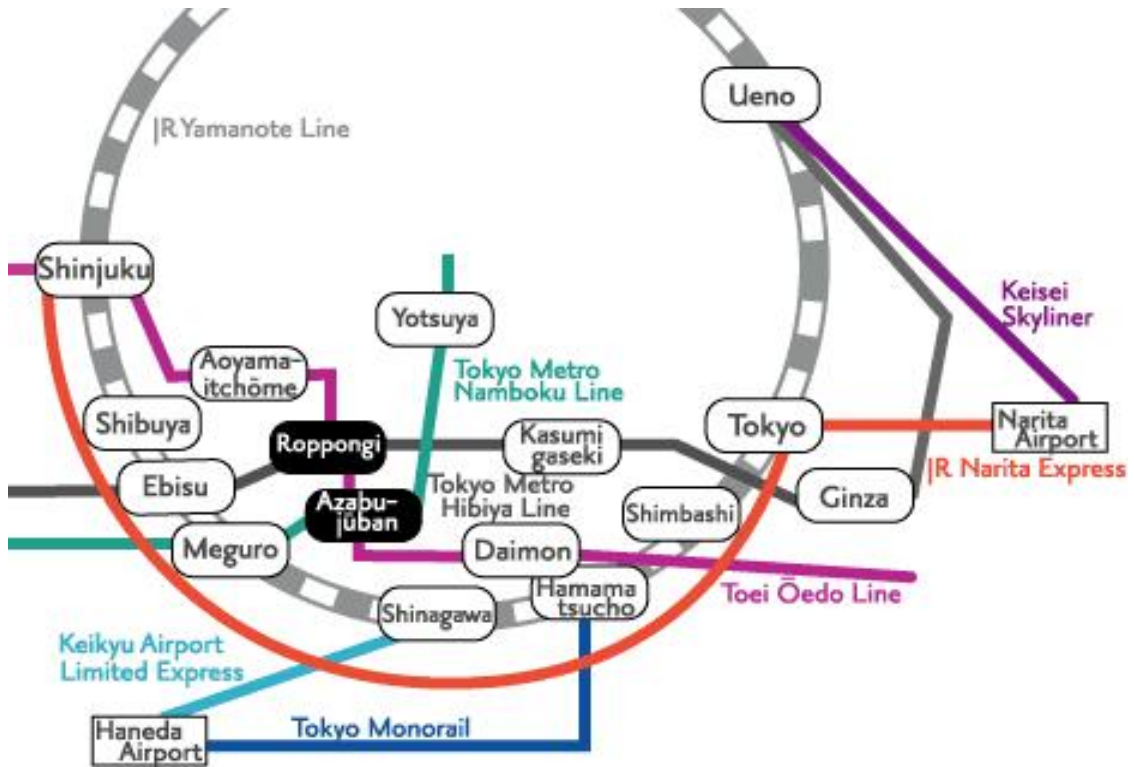 Ueno
JR Yamanote Line
Shinjuku
Keisei
Skyliner
Yotsuya
Aoyama-
itchōme
Tokyo Metro
Namboku Line
Shibuya
Tokyo
Narita
Airport
Roppongi
Kasumi
gaseki
JR Narita Express
Ebisu
Tokyo Metro
Hibiya Line
Ginza
Azabu-
jūban
Shimbashi
Meguro
Daimon
Toei Ōedo Line
Hamama
tsucho
Shinagawa
Keikyu Airport
Limited Express
Haneda
Airport
Tokyo Monorail